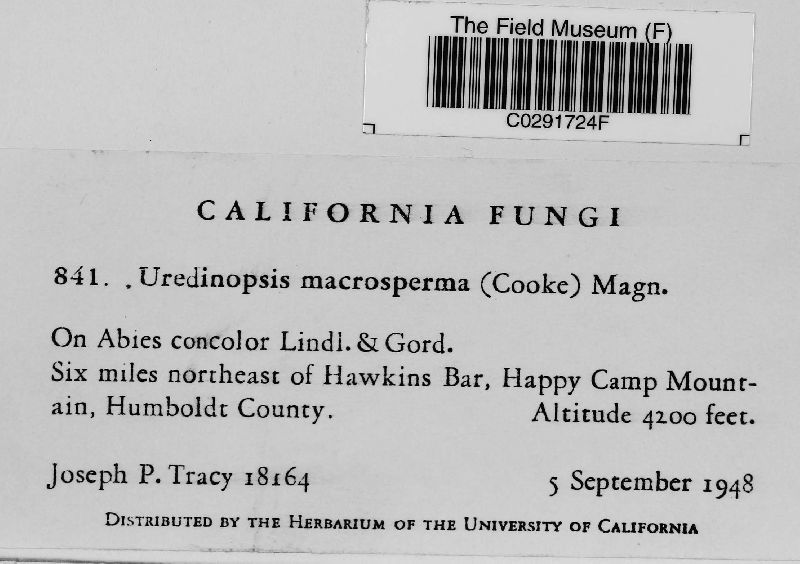 The Field Museum (F)
C0291724F
CALIFORNIA FUNGI
841. . Uredinopsis macrosperma (Cooke) Magn.
On Abies concolor Lindl. & Gord.
Six miles northeast of Hawkins Bar, Happy Camp Mount-
ain, Humboldt County. Altitude 4200 feet.
Joseph P. Tracy 18164 5 September 1948
Distributed by the Herbarium of the University of California